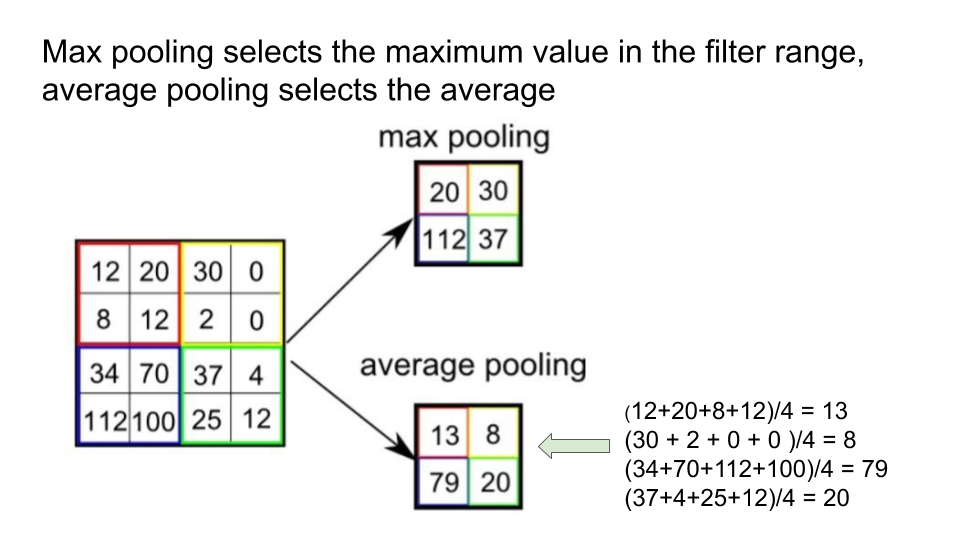 Max pooling selects the maximum value in the filter range,
average pooling selects the average
max pooling
20 30
112 37
12 20 30 0
8 12 2 0
34 70 37 4
112 100 25 12
average pooling
13 8
79 20
(12+20+8+12)/4 = 13
(30 + 2 + 0 + 0 )/4 = 8
(34+70+112+100)/4 = 79
(37+4+25+12)/4 = 20